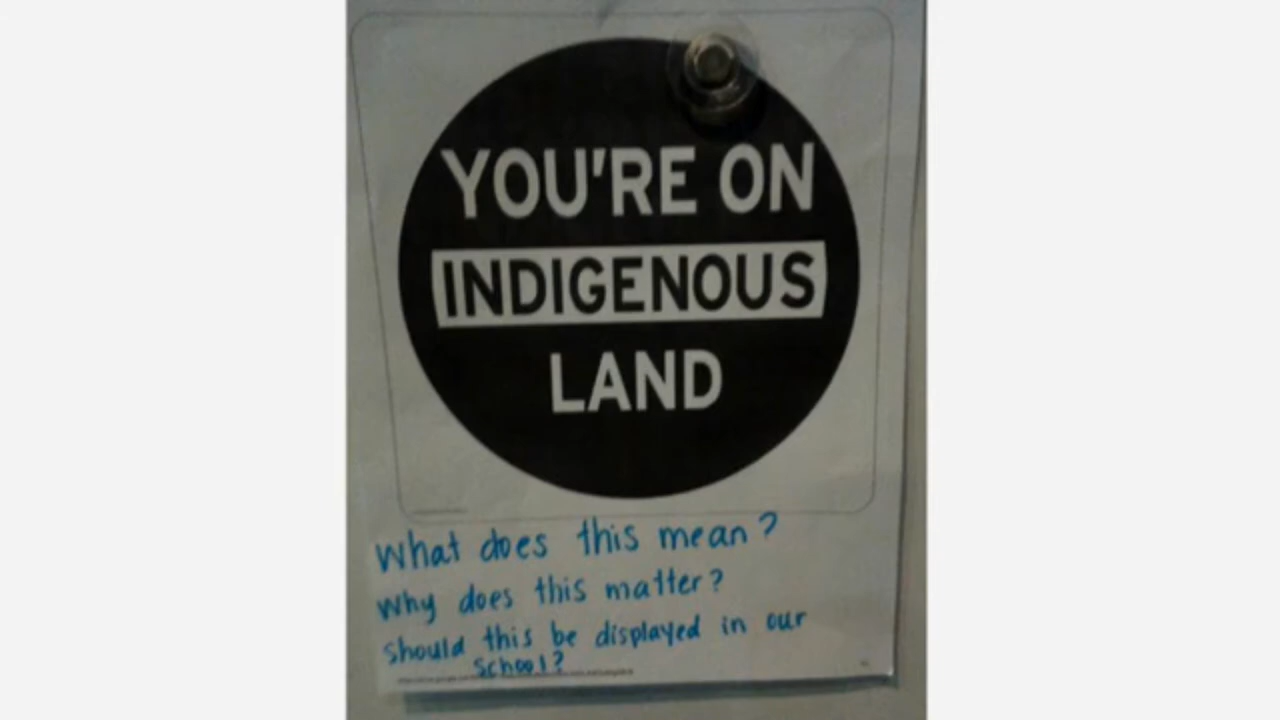 YOU'RE ON
INDIGENOUS
LAND
What does this mean?
Why does this matter?
Should this be displayed in our
School?